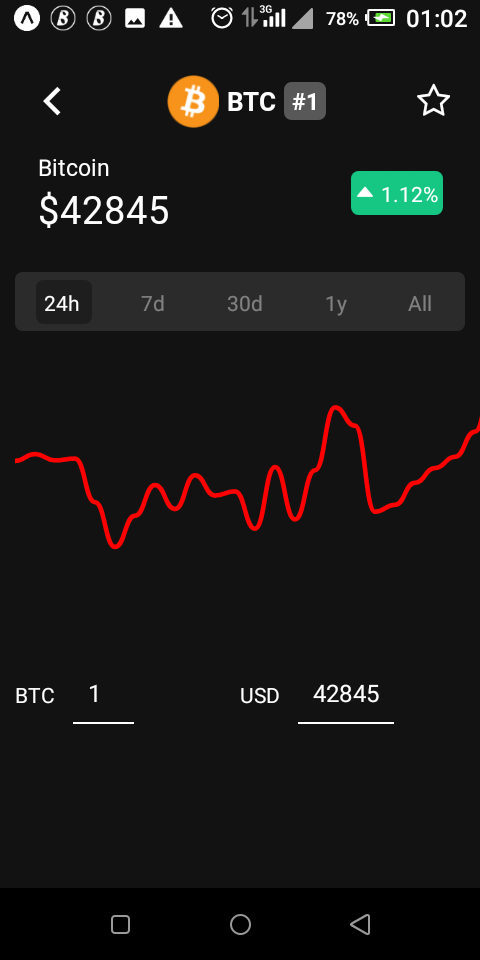 3G 78% 01:02
BTC #1
Bitcoin
$42845
1.12%
24h 7d 30d 1y All
BTC 1 USD 42845